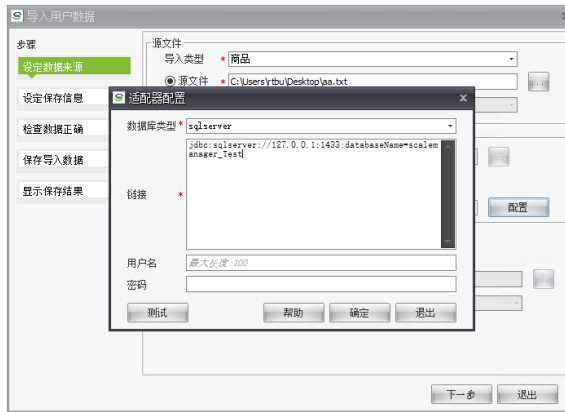 导入用户数据
步骤
设定数据来源
设定保存信息
检查数据正确
保存导入数据
显示保存结果
源文件
导入类型 * 商品
源文件 * C:\Users\rtbu\Desktop\aa.txt
...
适配器配置
x
数据库类型 * sqlserver
链接 *
jdbc:sqlserver://127.0.0.1:1433;databaseName=scalem
anager_Test
用户名 最大长度:100
密码
测试 帮助 确定 退出
...
配置
...
下一步 退出